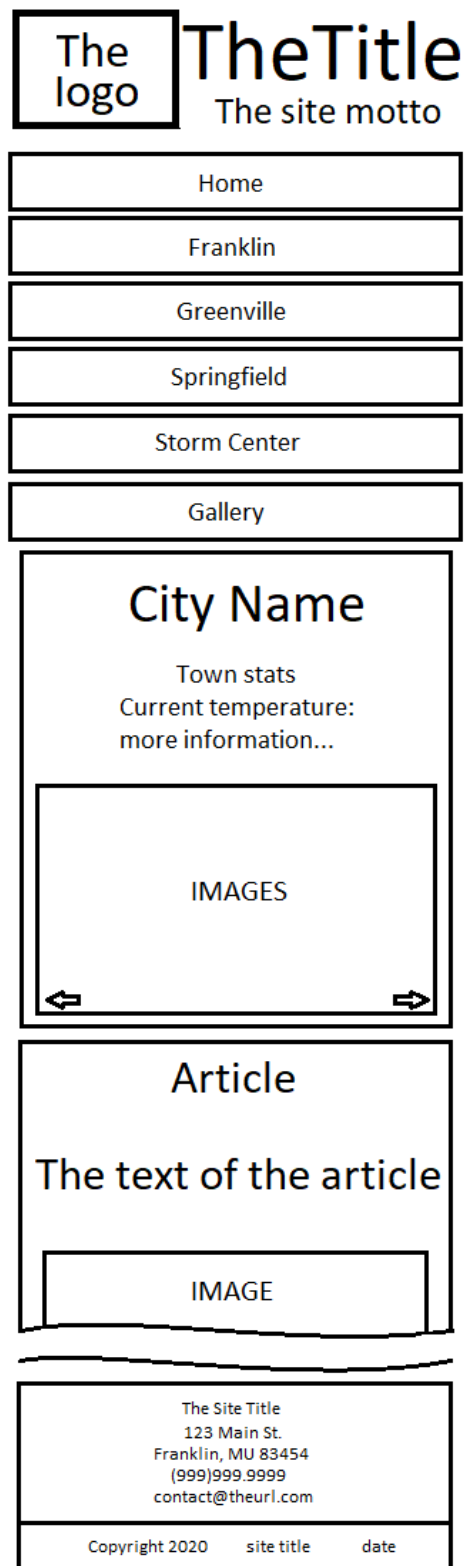 The
logo
TheTitle
The site motto
Home
Franklin
Greenville
Springfield
Storm Center
Gallery
City Name
Town stats
Current temperature:
more information...
IMAGES
Article
The text of the article
IMAGE
The Site Title
123 Main St.
Franklin, MU 83454
(999)999.9999
contact@theurl.com
Copyright 2020 site title date